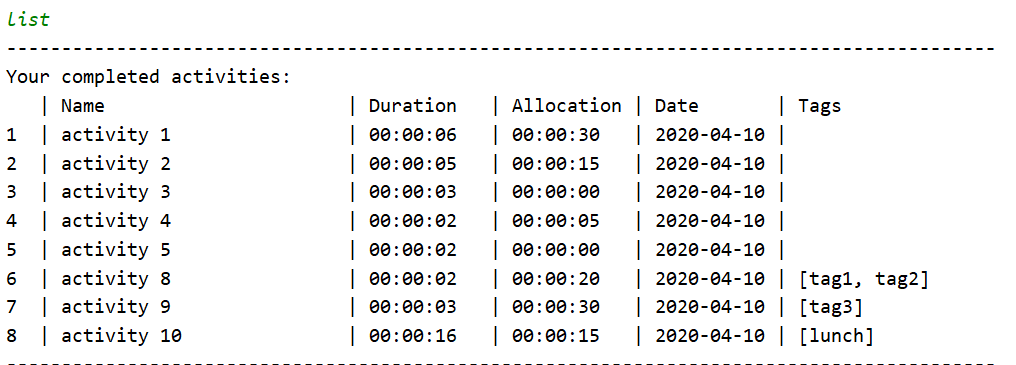 list
------------------------------------------------------------------------------------------
Your completed activities:
   | Name                      | Duration   | Allocation | Date       | Tags
1  | activity 1                | 00:00:06   | 00:00:30   | 2020-04-10 |
2  | activity 2                | 00:00:05   | 00:00:15   | 2020-04-10 |
3  | activity 3                | 00:00:03   | 00:00:00   | 2020-04-10 |
4  | activity 4                | 00:00:02   | 00:00:05   | 2020-04-10 |
5  | activity 5                | 00:00:02   | 00:00:00   | 2020-04-10 |
6  | activity 8                | 00:00:02   | 00:00:20   | 2020-04-10 | [tag1, tag2]
7  | activity 9                | 00:00:03   | 00:00:30   | 2020-04-10 | [tag3]
8  | activity 10               | 00:00:16   | 00:00:15   | 2020-04-10 | [lunch]
------------------------------------------------------------------------------------------